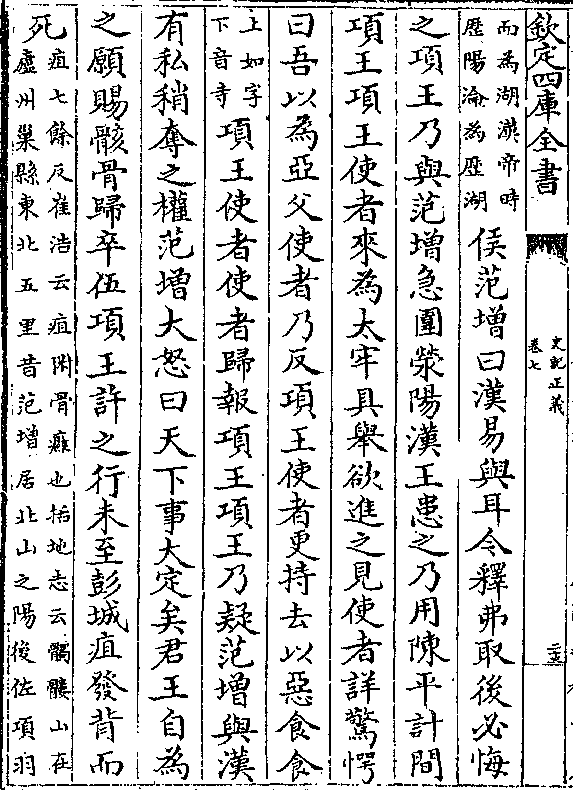 欽定四庫全書
史記正義
卷七
而為湖漢帝時
歷陽淪為歷湖
侯范增曰漢易與耳今釋弗取後必悔
之項王乃與范增急圍滎陽漢王患之乃用陳平計間
項王項王使者來為太牢具舉欲進之見使者詳驚愕
曰吾以為亞父使者乃反項王使者更持去以惡食食
上如字
下音寺
項王使者使者歸報項王項王乃疑范增與漢
有私稍奪之權范增大怒曰天下事大定矣君王自為
之願賜骸骨歸卒伍項王許之行未至彭城疽發背而
死
疽七餘反崔浩云疽附骨癰也括地志云髑髏山在
廬州巢縣東北五里昔范增居北山之陽後佐項羽